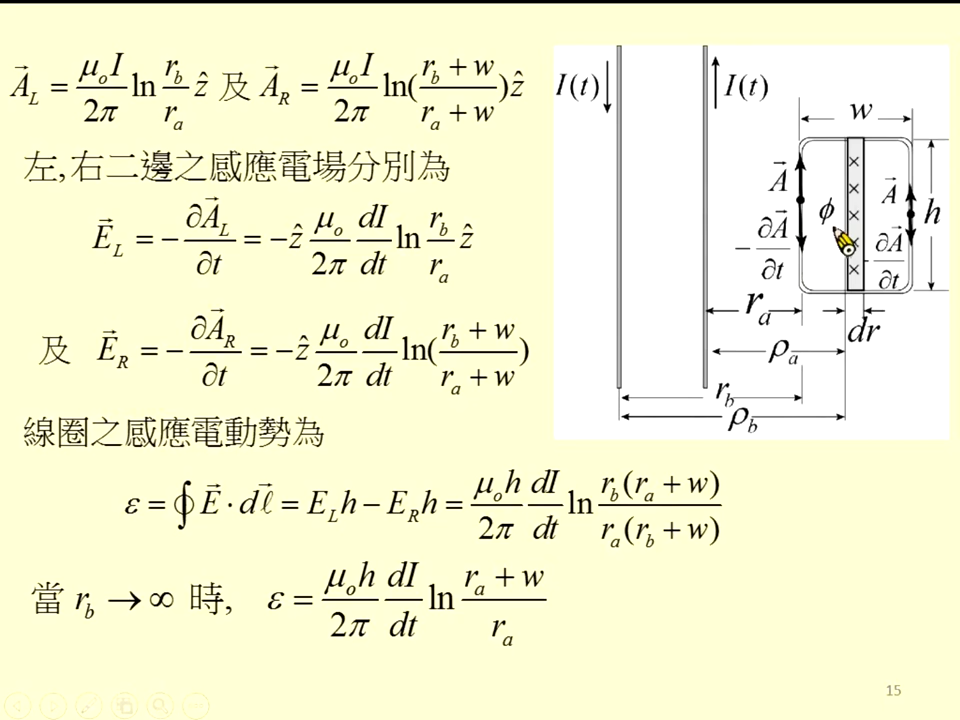 $\vec{A}_L = \frac{\mu_o I}{2\pi} \ln \frac{r_b}{r_a} \hat{z}$ 及 $\vec{A}_R = \frac{\mu_o I}{2\pi} \ln(\frac{r_b + w}{r_a + w}) \hat{z}$
左,右二邊之感應電場分別為
$\vec{E}_L = -\frac{\partial \vec{A}_L}{\partial t} = -\hat{z} \frac{\mu_o}{2\pi} \frac{dI}{dt} \ln \frac{r_b}{r_a} \hat{z}$
及 $\vec{E}_R = -\frac{\partial \vec{A}_R}{\partial t} = -\hat{z} \frac{\mu_o}{2\pi} \frac{dI}{dt} \ln(\frac{r_b + w}{r_a + w})$
線圈之感應電動勢為
$\varepsilon = \oint \vec{E} \cdot d\vec{\ell} = E_L h - E_R h = \frac{\mu_o h}{2\pi} \frac{dI}{dt} \ln \frac{r_b(r_a + w)}{r_a(r_b + w)}$
當 $r_b \to \infty$ 時, $\varepsilon = \frac{\mu_o h}{2\pi} \frac{dI}{dt} \ln \frac{r_a + w}{r_a}$
I(t)
I(t)
w
$\vec{A}$
$\vec{A}$
h
$\phi$
$-\frac{\partial \vec{A}}{\partial t}$
$-\frac{\partial \vec{A}}{\partial t}$
$r_a$
dr
$\rho_a$
$r_b$
$\rho_b$
15